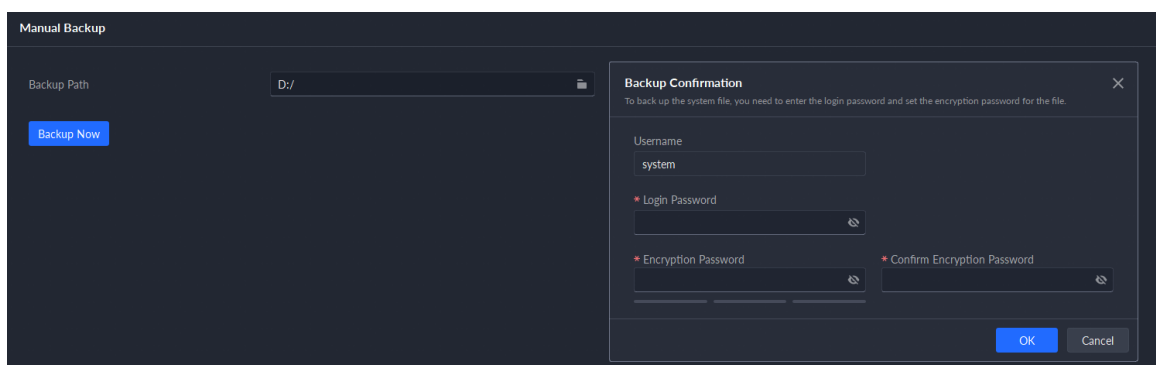 Manual Backup
Backup Path
D:/
Backup Now
Backup Confirmation
To back up the system file, you need to enter the login password and set the encryption password for the file.
Username
system
* Login Password
* Encryption Password
* Confirm Encryption Password
OK
Cancel